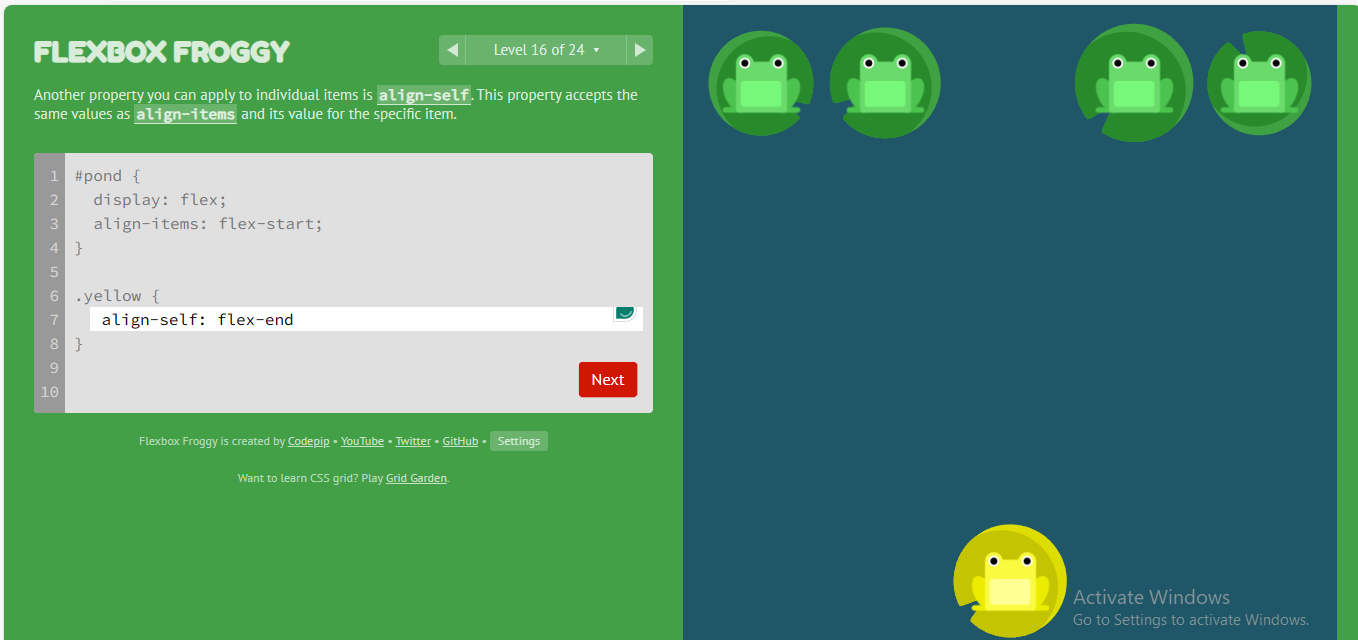 FLEXBOX FROGGY
Level 16 of 24
Another property you can apply to individual items is align-self. This property accepts the
same values as align-items and its value for the specific item.
1 #pond {
2 display: flex;
3 align-items: flex-start;
4 }
5
6 .yellow {
7 align-self: flex-end
8 }
9
10
Next
Flexbox Froggy is created by Codepip • YouTube • Twitter • GitHub • Settings
Want to learn CSS grid? Play Grid Garden.
Activate Windows
Go to Settings to activate Windows.